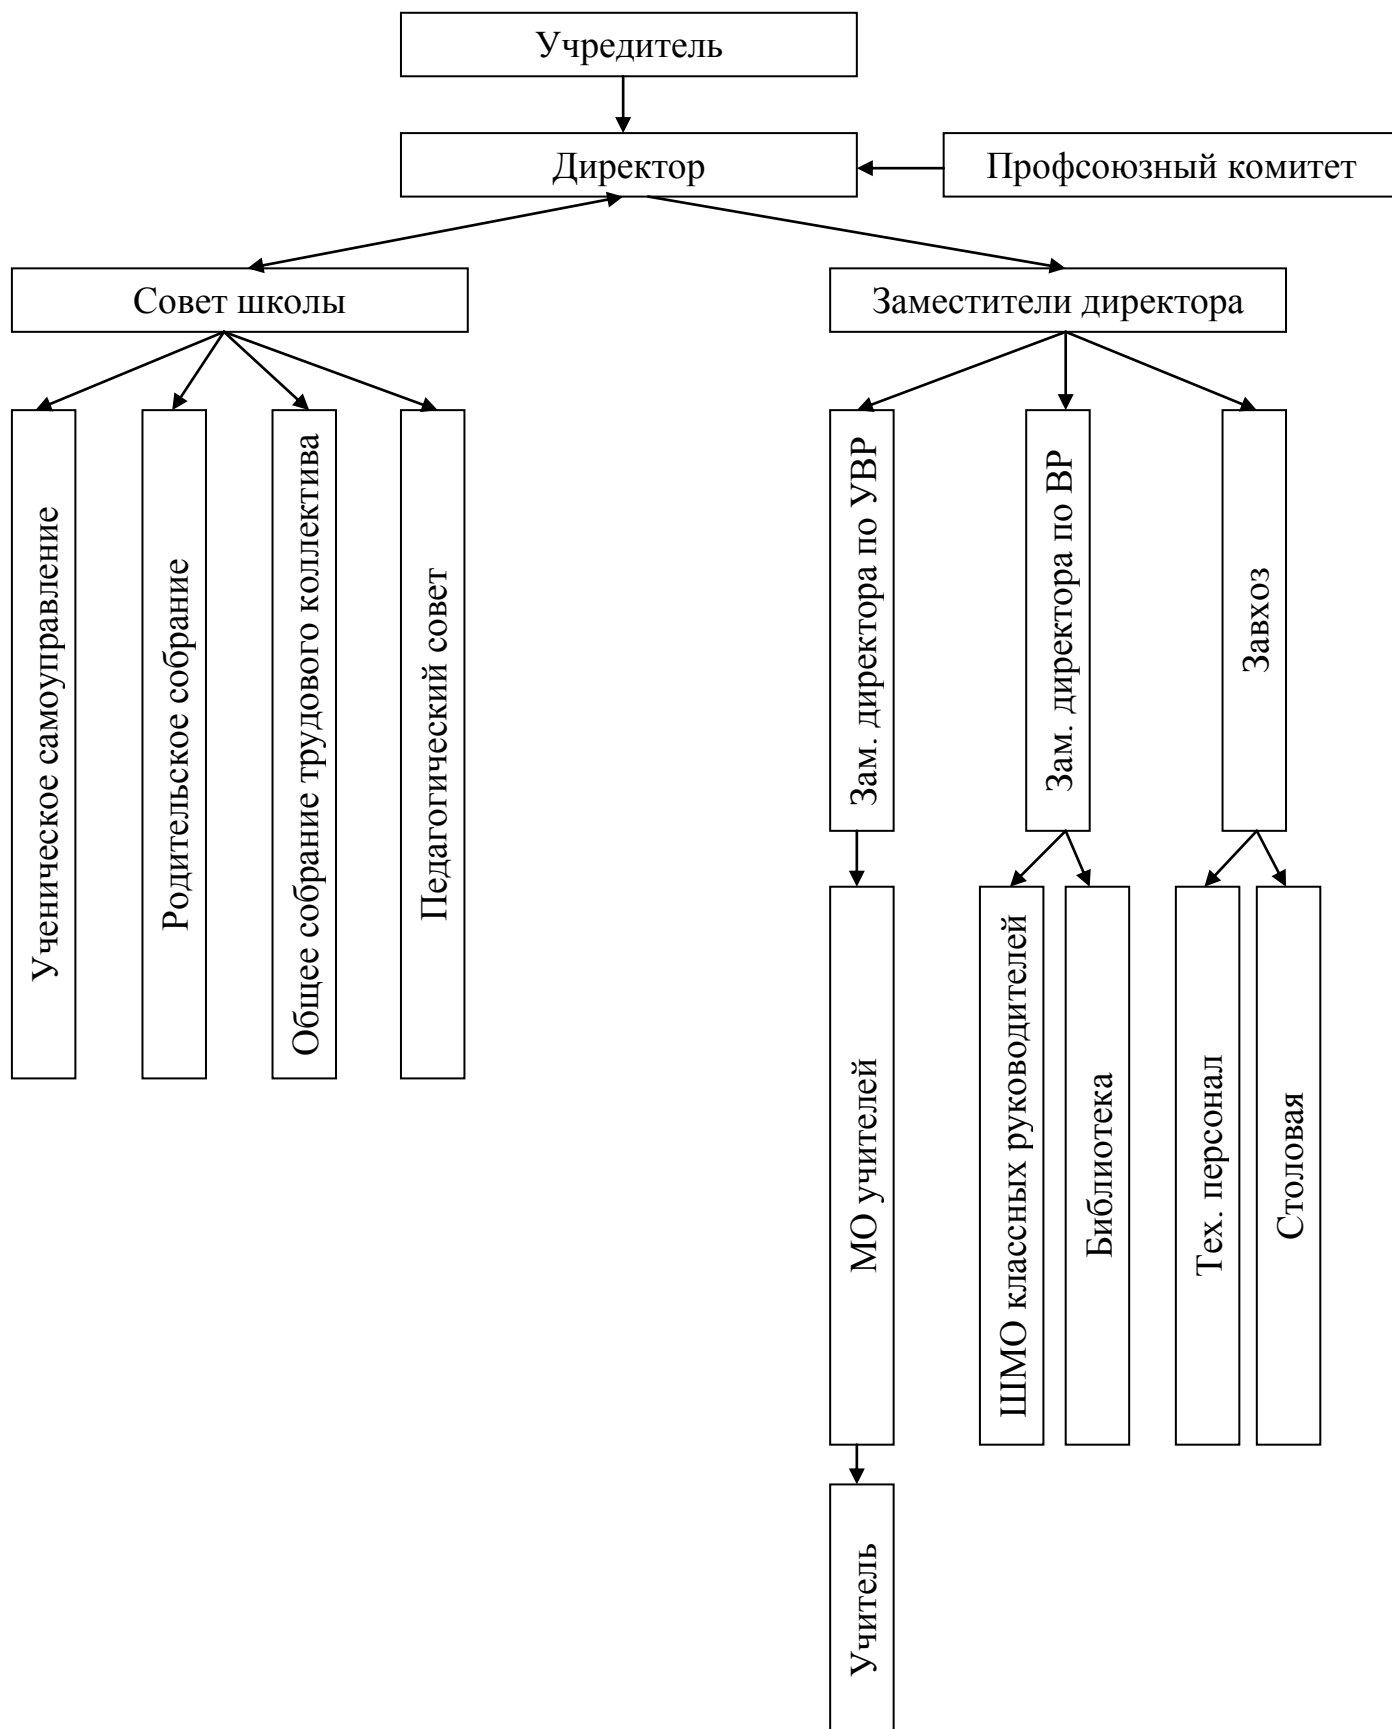 Учредитель
Директор
Профсоюзный комитет
Совет школы
Заместители директора
Ученическое самоуправление
Родительское собрание
Общее собрание трудового коллектива
Педагогический совет
Зам. директора по УВР
Зам. директора по ВР
Завхоз
МО учителей
ШМО классных руководителей
Библиотека
Тех. персонал
Столовая
Учитель